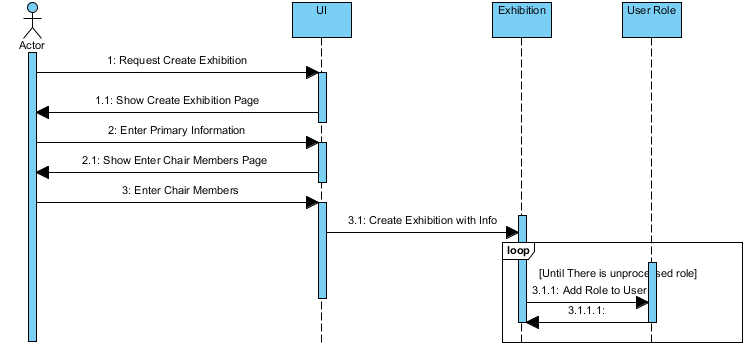 UI
Exhibition
User Role
Actor
1: Request Create Exhibition
1.1: Show Create Exhibition Page
2: Enter Primary Information
2.1: Show Enter Chair Members Page
3: Enter Chair Members
3.1: Create Exhibition with Info
loop
[Until There is unprocessed role]
3.1.1: Add Role to User
3.1.1.1: